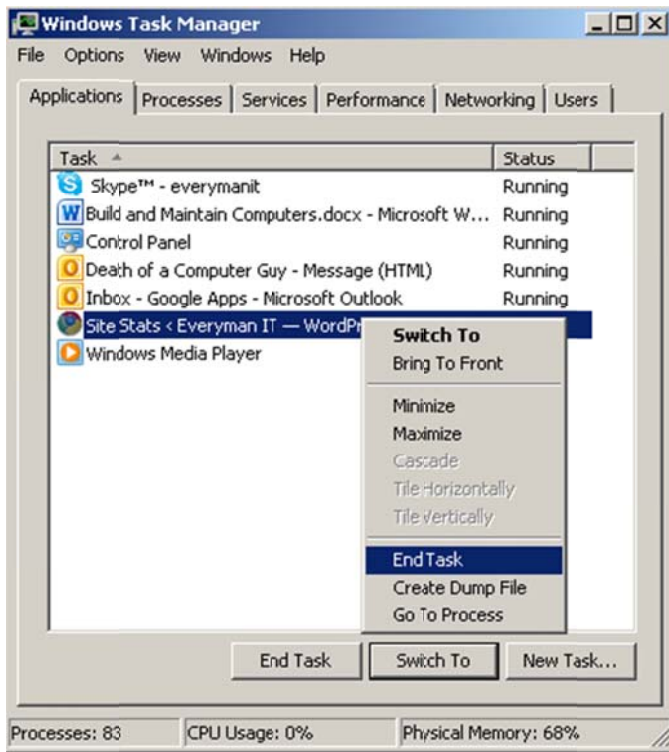 Windows Task Manager
File Options View Windows Help
Applications Processes Services Performance Networking Users
Task Status
Skype™ - everymanit Running
Build and Maintain Computers.docx - Microsoft W... Running
Control Panel Running
Death of a Computer Guy - Message (HTML) Running
Inbox - Google Apps - Microsoft Outlook Running
Site Stats < Everyman IT — WordPr
Windows Media Player
Switch To
Bring To Front
Minimize
Maximize
Cascade
Tile Horizontally
Tile Vertically
End Task
Create Dump File
Go To Process
End Task Switch To New Task...
Processes: 83 CPU Usage: 0% Physical Memory: 68%